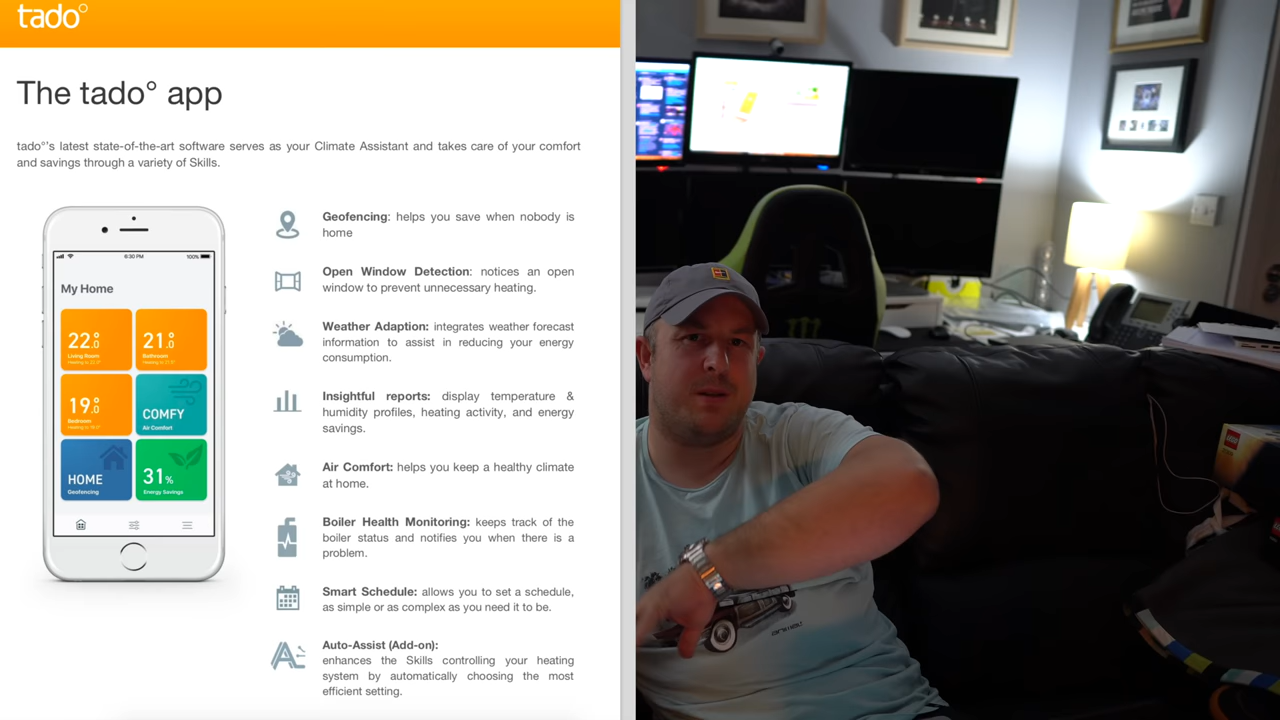 tado°
The tado° app
tado°'s latest state-of-the-art software serves as your Climate Assistant and takes care of your comfort
and savings through a variety of Skills.
6:30 PM
100%
My Home
22.0
Living Room
21.0
Bathroom
19.0
Bedroom
COMFY
Air Comfort
HOME
Geofencing
31%
Energy Savings
Geofencing: helps you save when nobody is
home
Open Window Detection: notices an open
window to prevent unnecessary heating.
Weather Adaption: integrates weather forecast
information to assist in reducing your energy
consumption.
Insightful reports: display temperature &
humidity profiles, heating activity, and energy
savings.
Air Comfort: helps you keep a healthy climate
at home.
Boiler Health Monitoring: keeps track of the
boiler status and notifies you when there is a
problem.
Smart Schedule: allows you to set a schedule,
as simple or as complex as you need it to be.
Auto-Assist (Add-on):
enhances the Skills controlling your heating
system by automatically choosing the most
efficient setting.